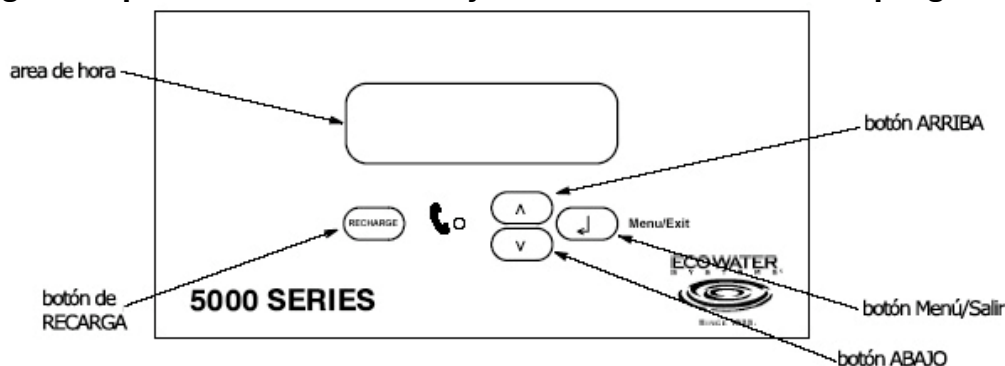 area de hora
botón ARRIBA
RECHARGE
Menu/Exit
ECOWATER
SYSTEMS
botón de
RECARGA
5000 SERIES
botón Menú/Salir
botón ABAJO